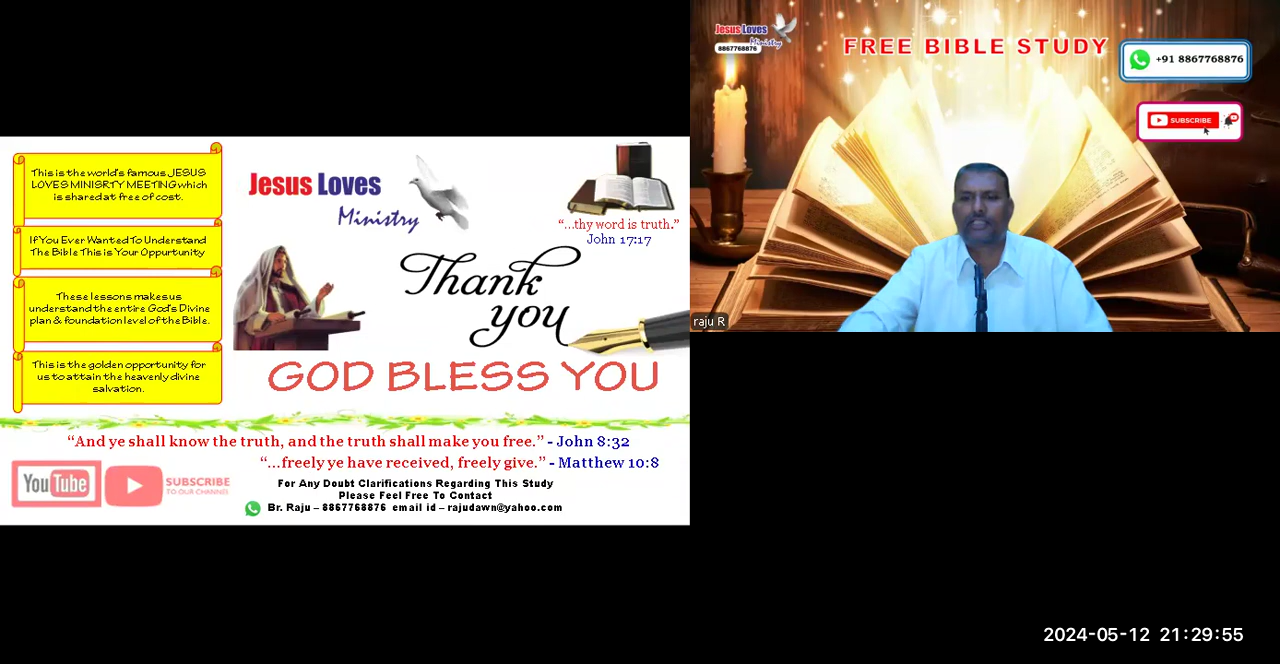 This is the world's famous JESUS
LOVES MINISRTY MEETING which
is shared at free of cost.
If You Ever Wanted To Understand
The Bible This is Your Oppurtunity
These lessons makes us
understand the entire God's Divine
plan & foundation level of the Bible.
This is the golden opportunity for
us to attain the heavenly divine
salvation.
Jesus Loves
Ministry
"...thy word is truth."
John 17:17
Thank
you
GOD BLESS YOU
"And ye shall know the truth, and the truth shall make you free." - John 8:32
"...freely ye have received, freely give." - Matthew 10:8
YouTube
SUBSCRIBE
TO OUR CHANNEL
For Any Doubt Clarifications Regarding This Study
Please Feel Free To Contact
Br. Raju – 8867768876 email id – rajudawn@yahoo.com
Jesus Loves
Ministry
8867768876
FREE BIBLE STUDY
+91 8867768876
SUBSCRIBE
raju R
2024-05-12 21:29:55